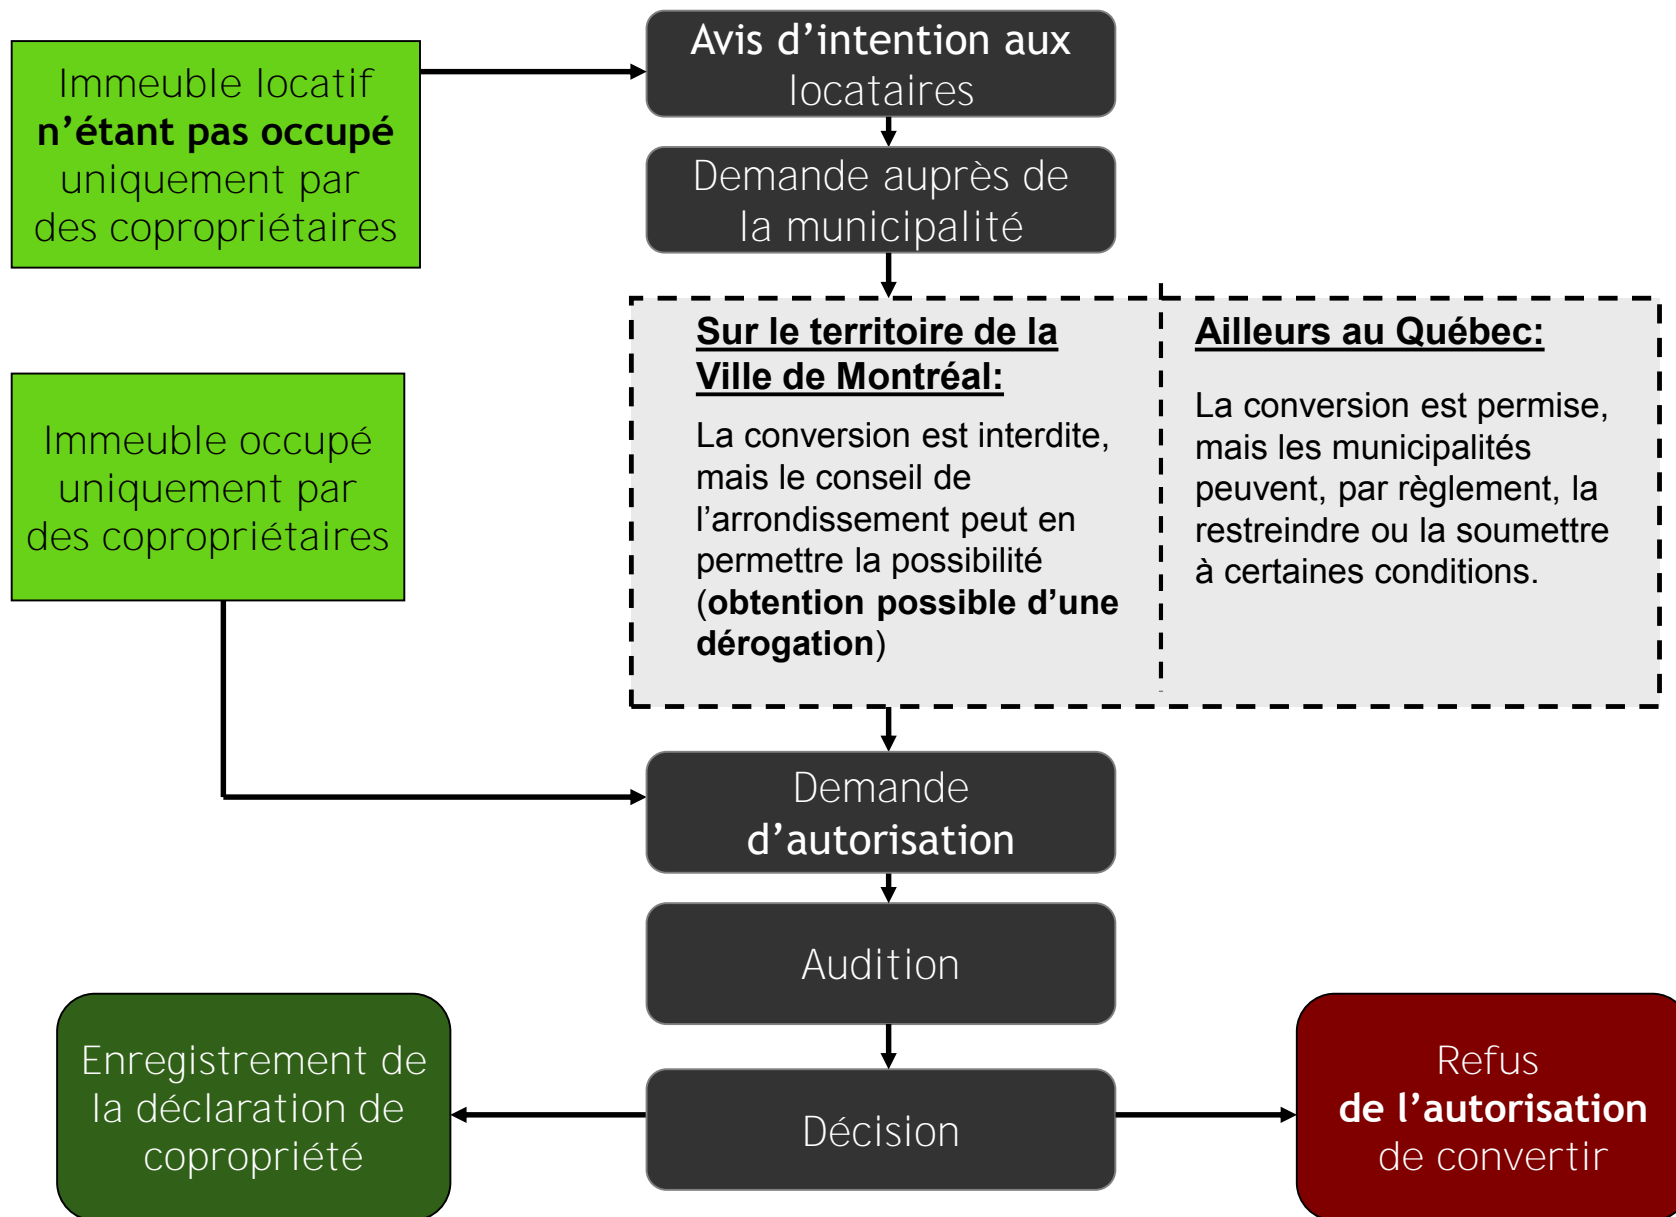 Immeuble locatif
n’étant pas occupé
uniquement par
des copropriétaires
Avis d’intention aux
locataires
Demande auprès de
la municipalité
Sur le territoire de la
Ville de Montréal:
La conversion est interdite,
mais le conseil de
l’arrondissement peut en
permettre la possibilité
(obtention possible d’une
dérogation)
Ailleurs au Québec:
La conversion est permise,
mais les municipalités
peuvent, par règlement, la
restreindre ou la soumettre
à certaines conditions.
Immeuble occupé
uniquement par
des copropriétaires
Demande
d’autorisation
Audition
Décision
Enregistrement de
la déclaration de
copropriété
Refus
de l’autorisation
de convertir